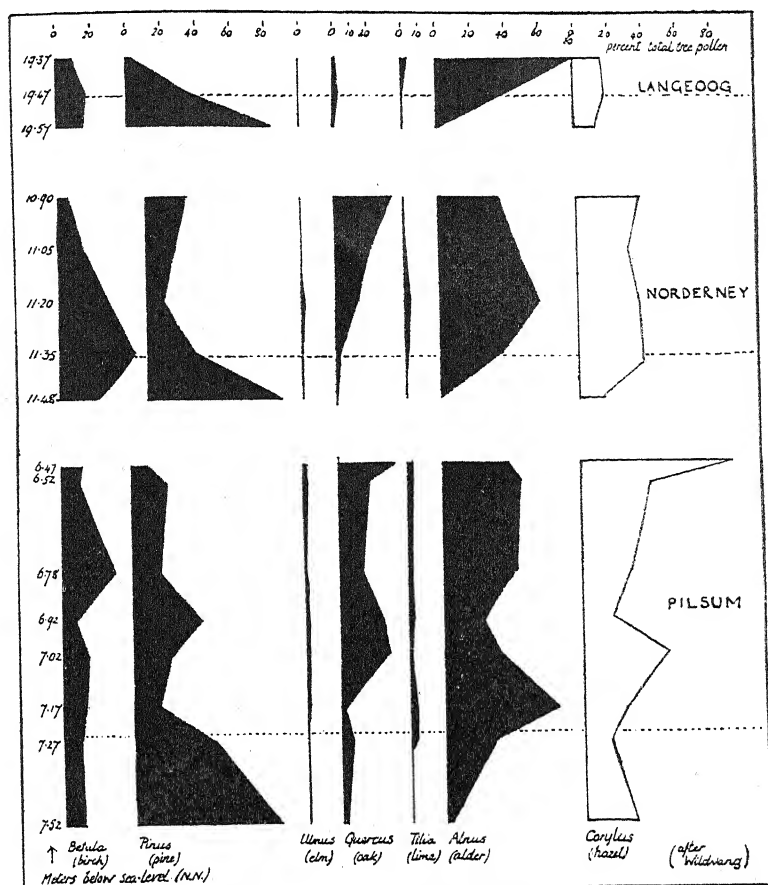 0 20 0 20 40 60 80 0 0 10 0 10 0 20 40 60 80 20 40 60 80
percent total tree pollen
19.37
19.47 LANGEOOG
19.57
10.90
11.05
11.20 NORDERNEY
11.35
11.48
6.47
6.52
6.78
PILSUM
6.92
7.02
7.17
7.27
7.52
Betula Pinus Ulmus Quercus Tilia Alnus Corylus
(birch) (pine) (elm) (oak) (lime) (alder) (hazel) (after Wildvang)
↑ Meters below sea-level (N.N.)